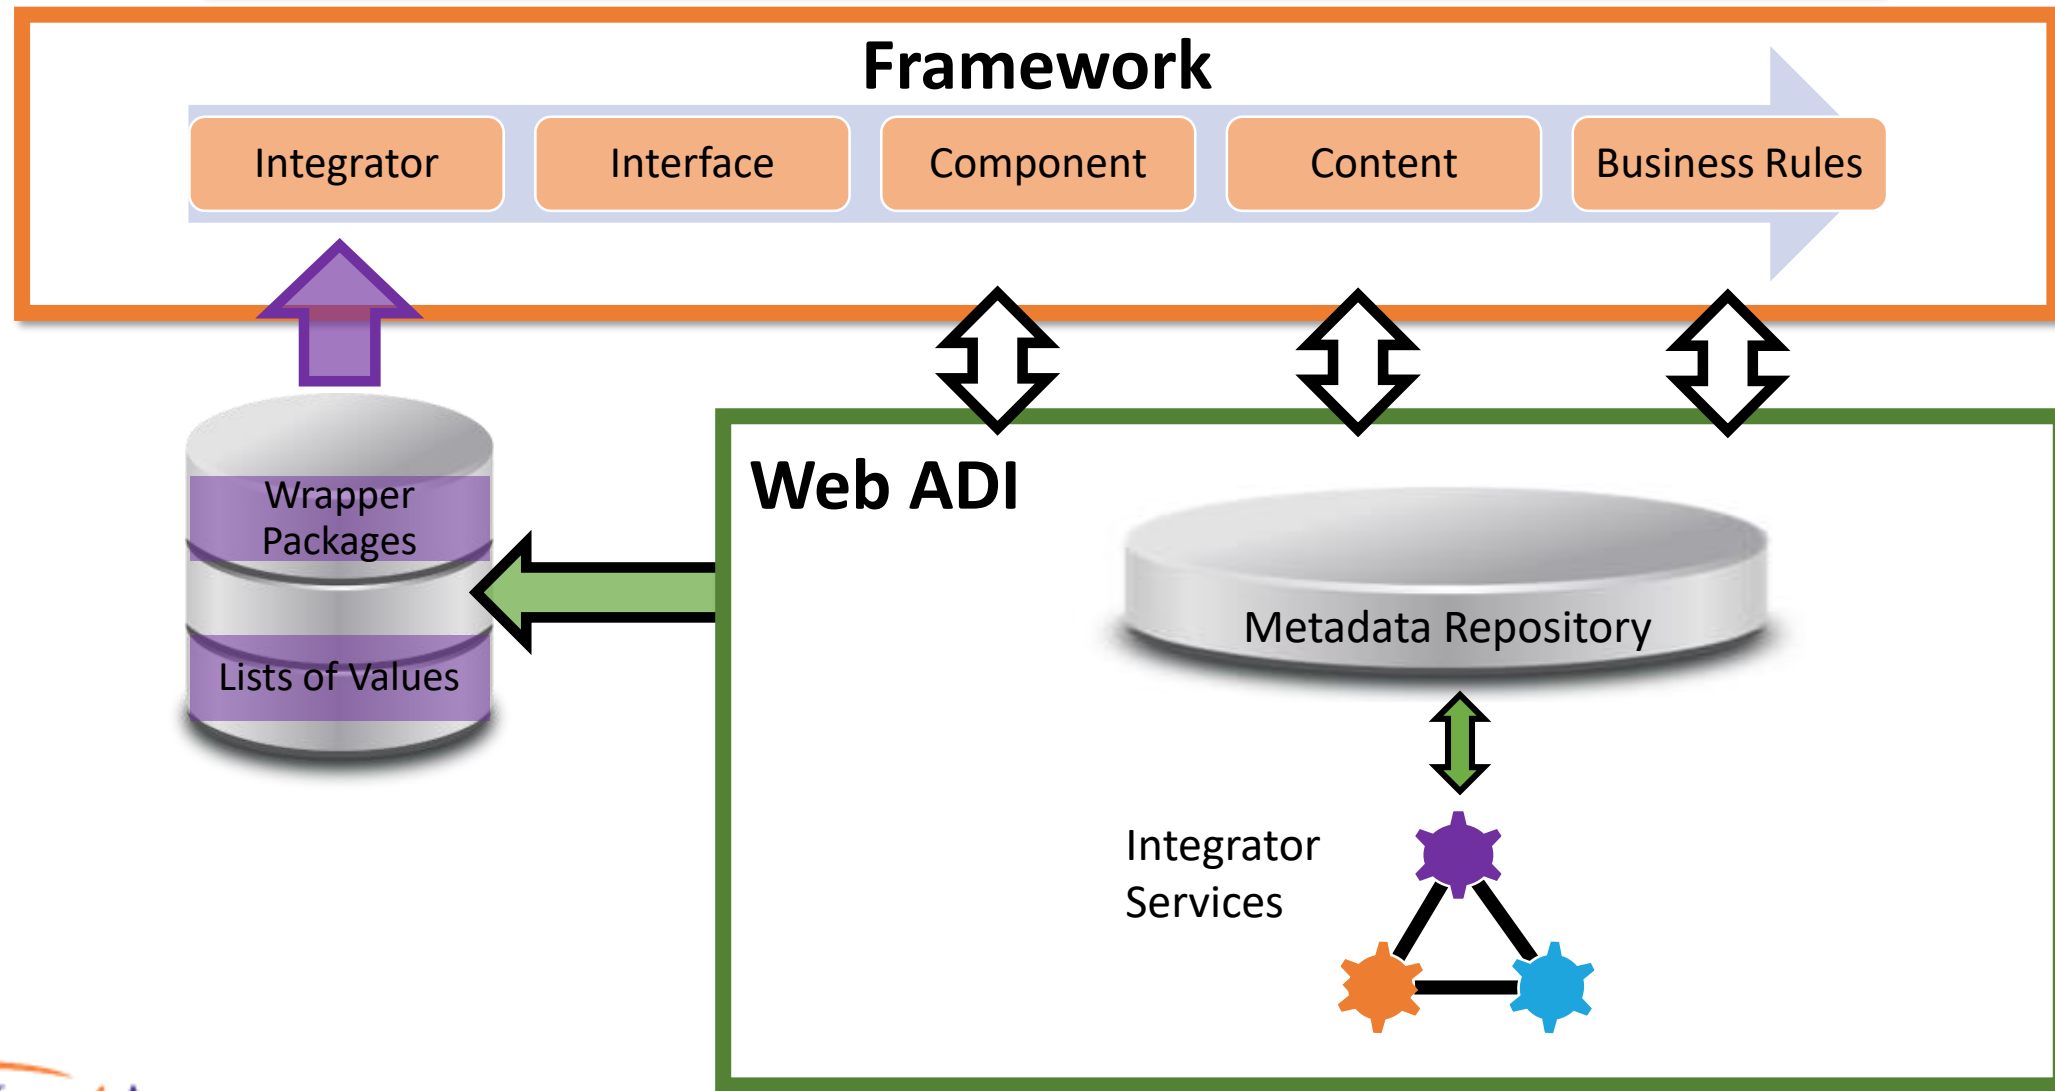 Framework
Integrator
Interface
Component
Content
Business Rules
Wrapper
Packages
Lists of Values
Web ADI
Metadata Repository
Integrator
Services